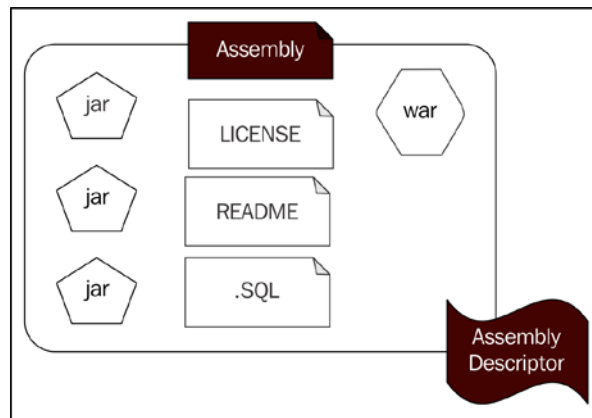 Assembly
jar
LICENSE
war
jar
README
jar
.SQL
Assembly
Descriptor